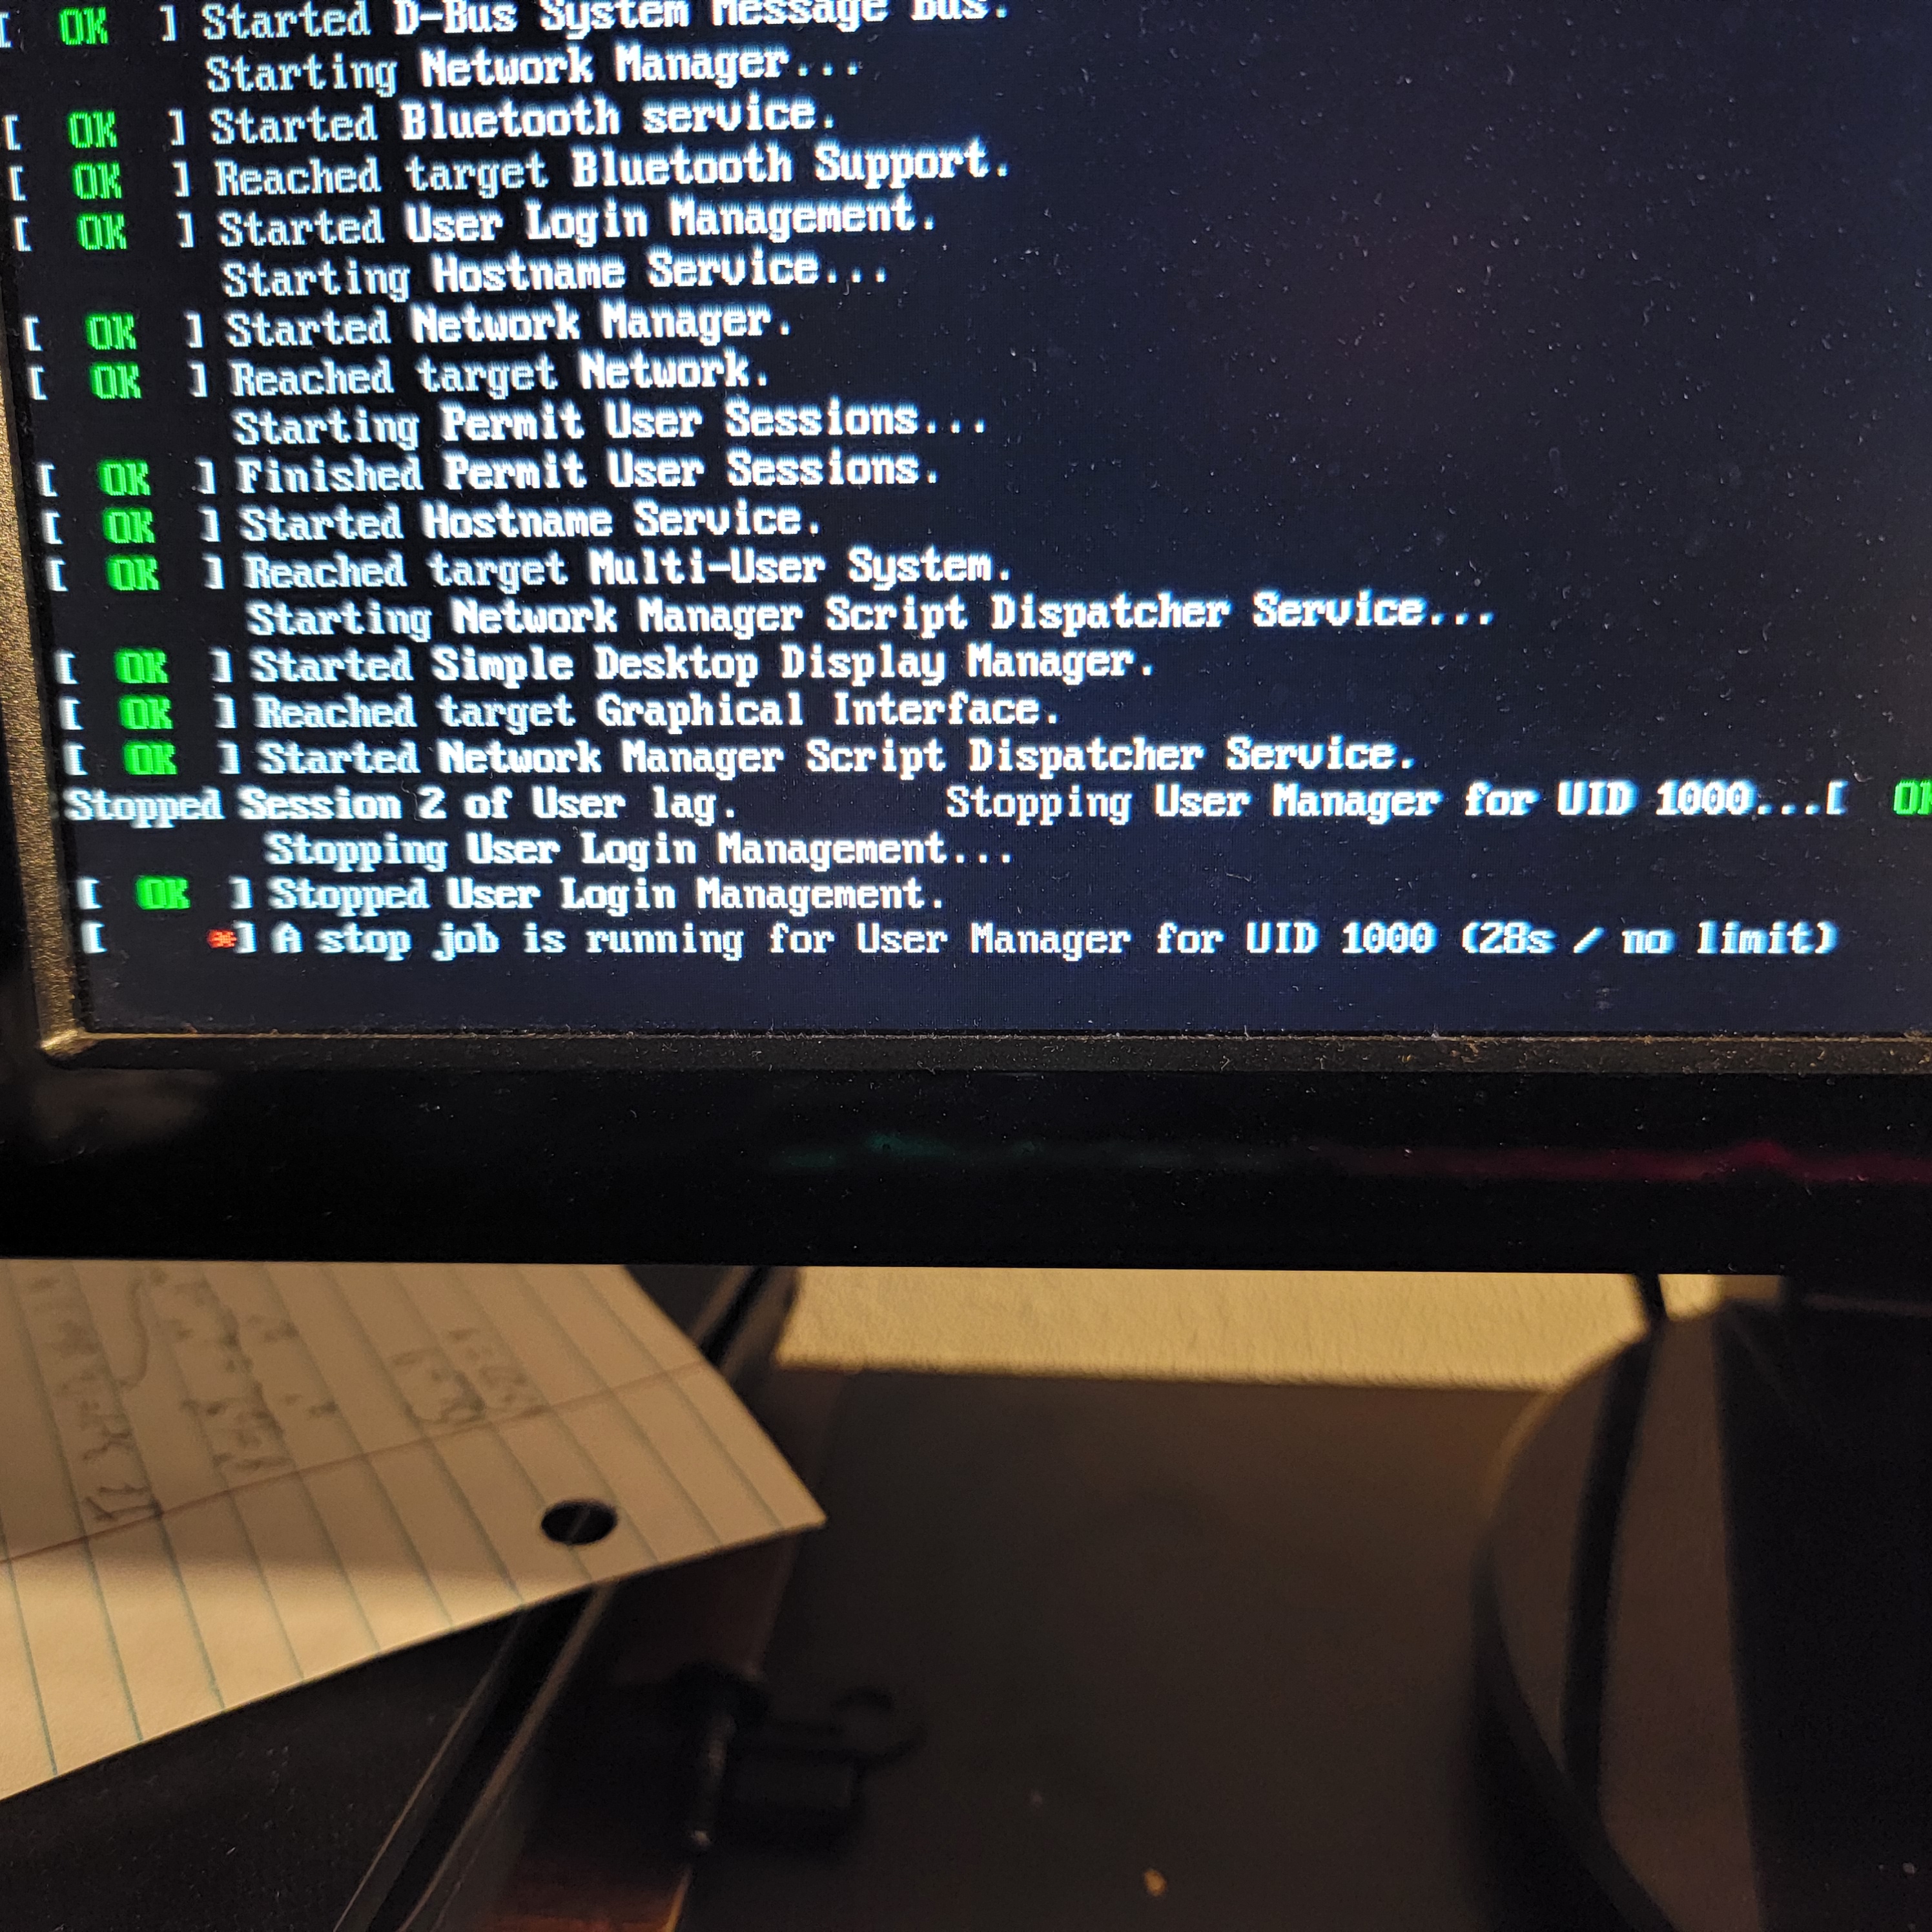 [ OK ] Started D-Bus System Message Bus.
Starting Network Manager...
[ OK ] Started Bluetooth service.
[ OK ] Reached target Bluetooth Support.
[ OK ] Started User Login Management.
Starting Hostname Service...
[ OK ] Started Network Manager.
[ OK ] Reached target Network.
Starting Permit User Sessions...
[ OK ] Finished Permit User Sessions.
[ OK ] Started Hostname Service.
[ OK ] Reached target Multi-User System.
Starting Network Manager Script Dispatcher Service...
[ OK ] Started Simple Desktop Display Manager.
[ OK ] Reached target Graphical Interface.
[ OK ] Started Network Manager Script Dispatcher Service.
Stopped Session 2 of User lag. Stopping User Manager for UID 1000...[ OK
Stopping User Login Management...
[ OK ] Stopped User Login Management.
[ *] A stop job is running for User Manager for UID 1000 (28s / no limit)